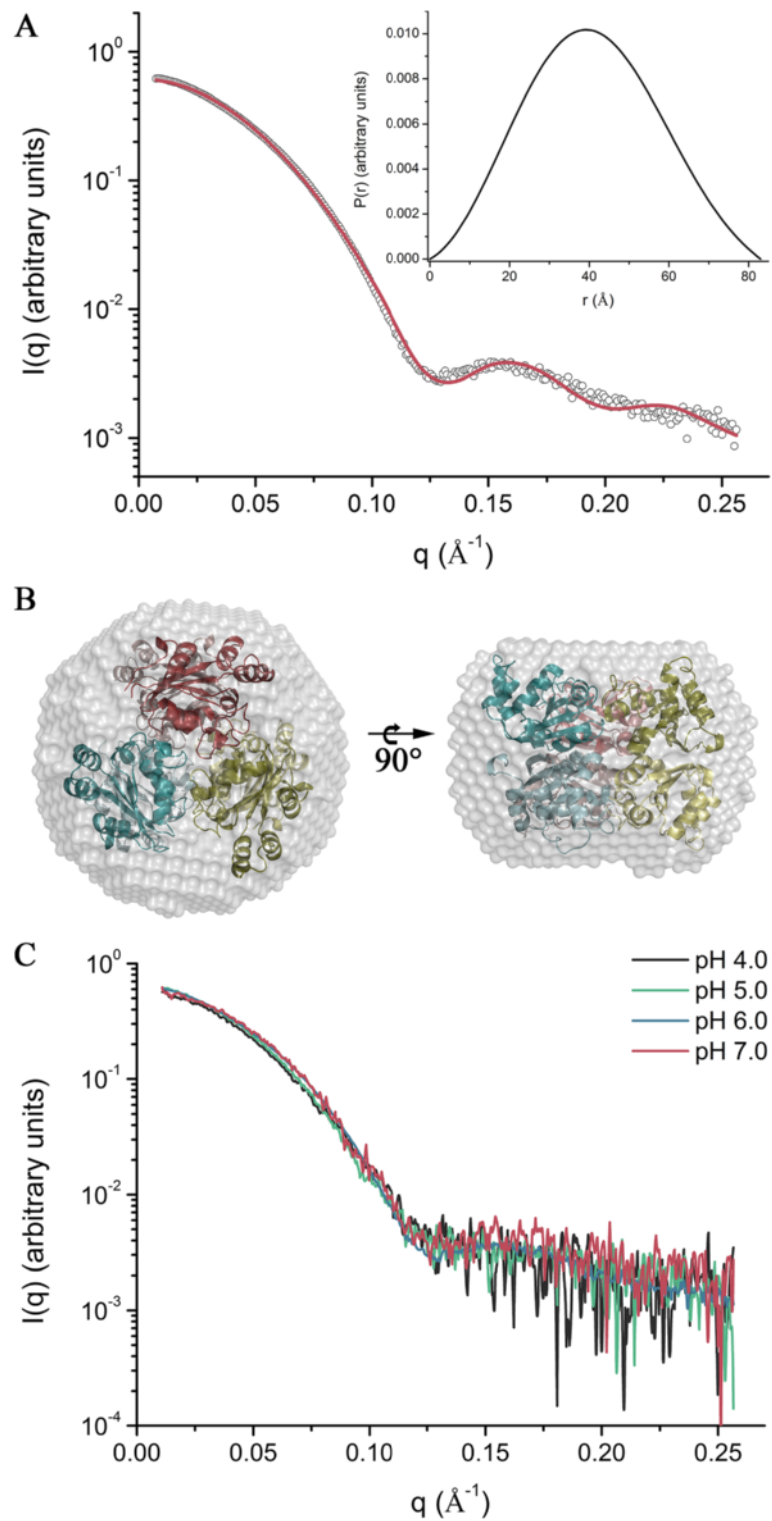 A
I(q) (arbitrary units)
10⁰
10⁻¹
10⁻²
10⁻³
0.00 0.05 0.10 0.15 0.20 0.25
q (Å⁻¹)
P(r) (arbitrary units)
0.010
0.008
0.006
0.004
0.002
0.000
0 20 40 60 80
r (Å)
B
90°
C
I(q) (arbitrary units)
10⁰
10⁻¹
10⁻²
10⁻³
10⁻⁴
0.00 0.05 0.10 0.15 0.20 0.25
q (Å⁻¹)
pH 4.0
pH 5.0
pH 6.0
pH 7.0